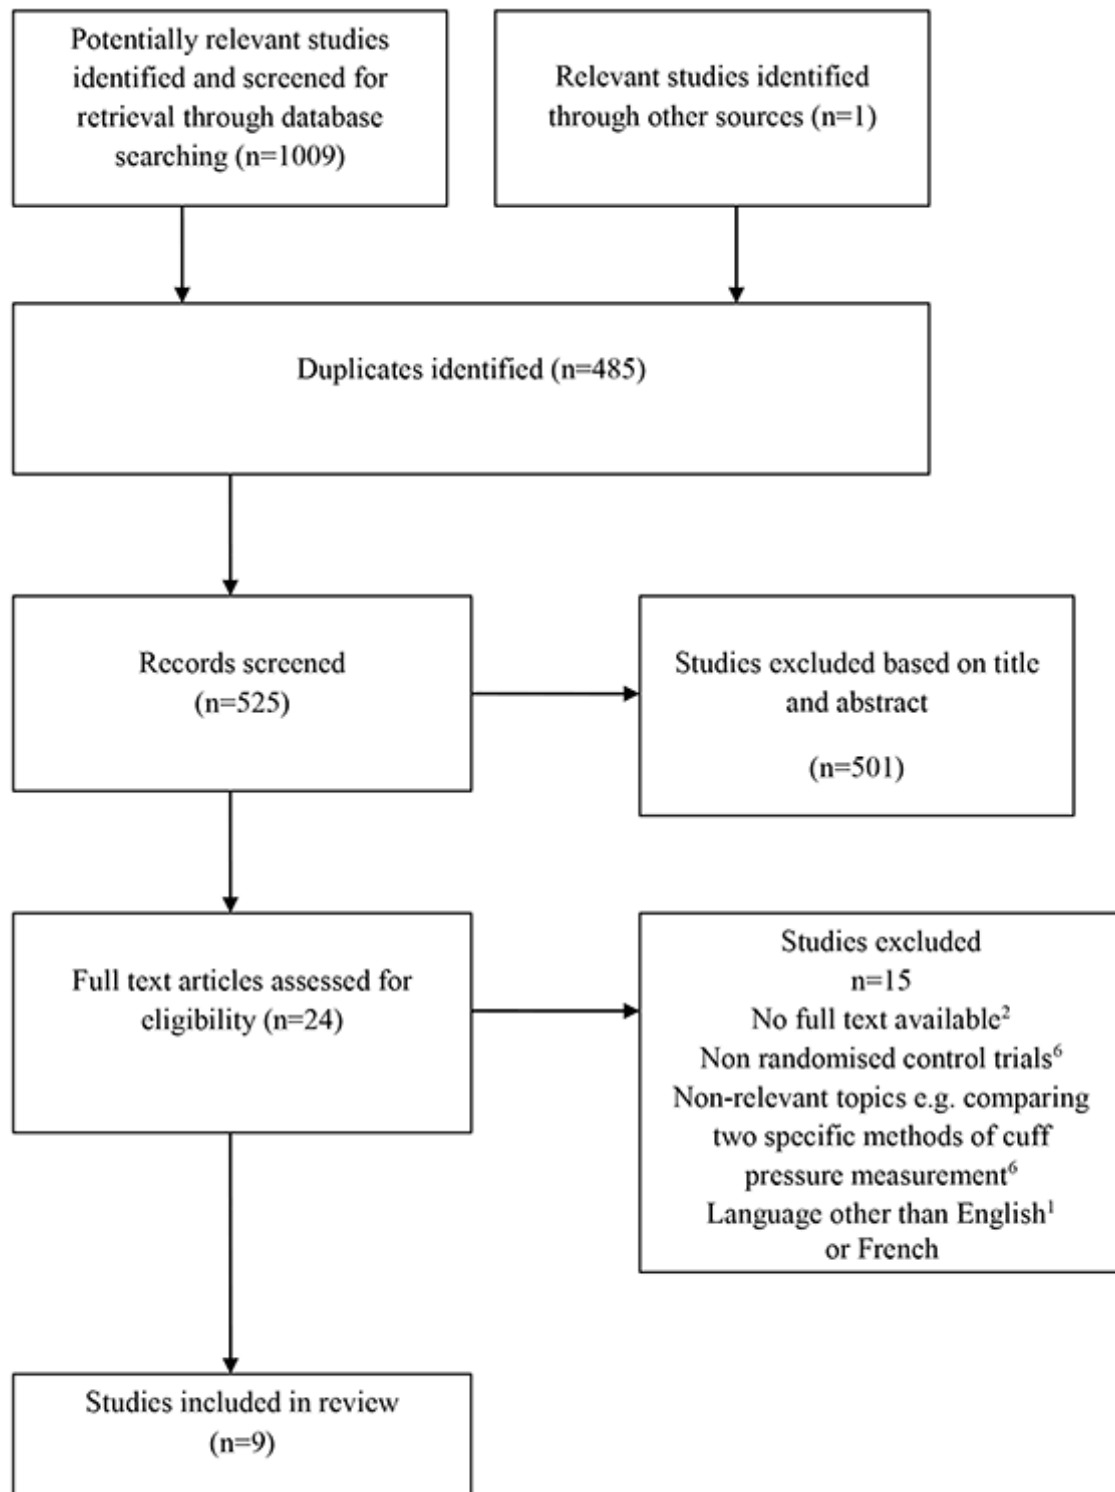 Potentially relevant studies
identified and screened for
retrieval through database
searching (n=1009)
Relevant studies identified
through other sources (n=1)
Duplicates identified (n=485)
Records screened
(n=525)
Studies excluded based on title
and abstract
(n=501)
Full text articles assessed for
eligibility (n=24)
Studies excluded
n=15
No full text available²
Non randomised control trials⁶
Non-relevant topics e.g. comparing
two specific methods of cuff
pressure measurement⁶
Language other than English¹
or French
Studies included in review
(n=9)